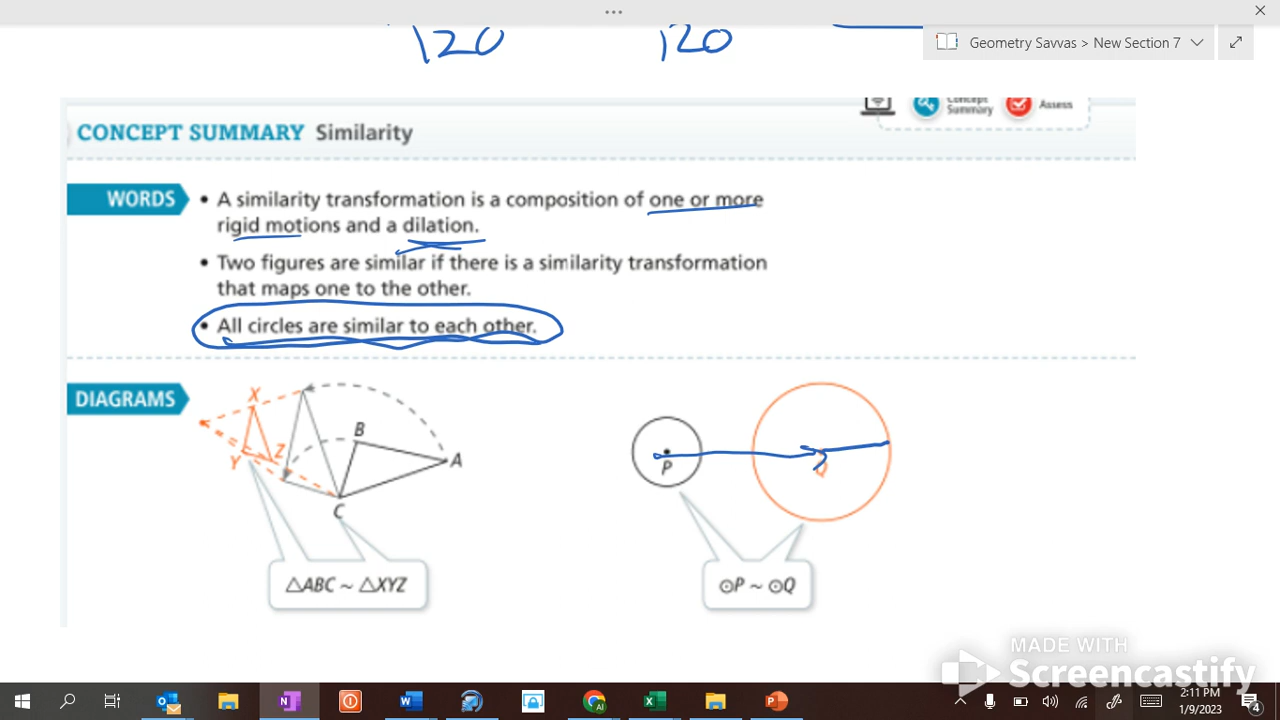 Geometry Savvas > New Section 7
120 120
Concept
Summary
Assess
CONCEPT SUMMARY Similarity
WORDS
• A similarity transformation is a composition of one or more
rigid motions and a dilation.
• Two figures are similar if there is a similarity transformation
that maps one to the other.
• All circles are similar to each other.
DIAGRAMS
X
B
Z
Y
A
C
P
Q
△ABC ~ △XYZ
⊙P ~ ⊙Q
MADE WITH
Screencastify
2:11 PM
1/9/2023
4